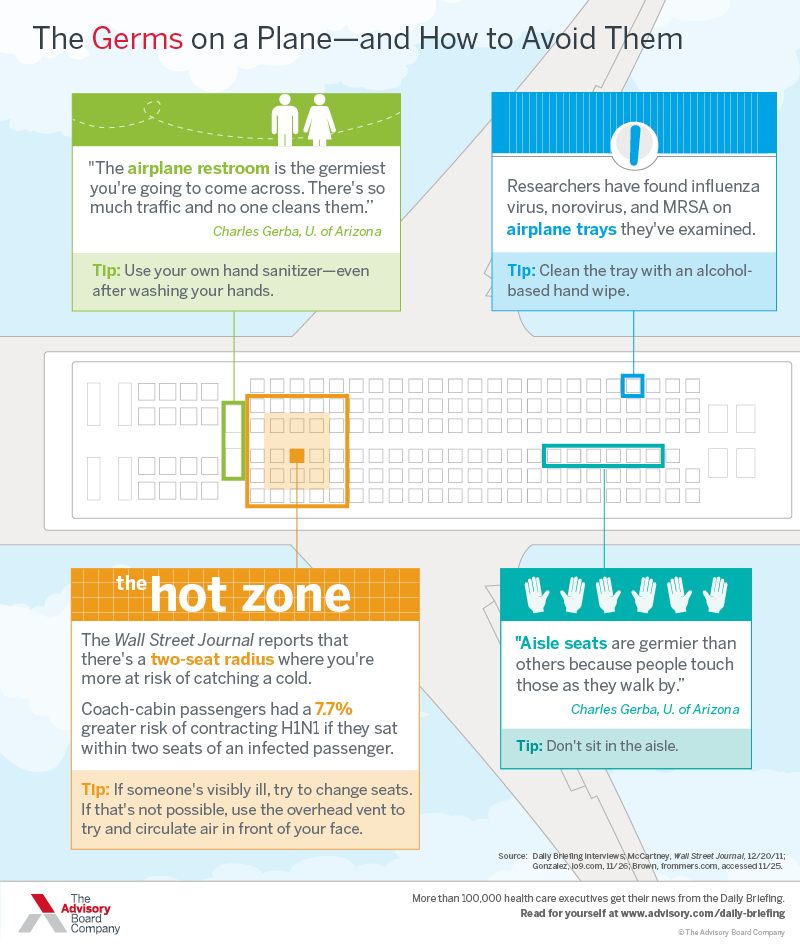 The Germs on a Plane—and How to Avoid Them
"The airplane restroom is the germiest
you're going to come across. There's so
much traffic and no one cleans them.”
Charles Gerba, U. of Arizona
Tip: Use your own hand sanitizer—even
after washing your hands.
Researchers have found influenza
virus, norovirus, and MRSA on
airplane trays they've examined.
Tip: Clean the tray with an alcohol-
based hand wipe.
the hot zone
The Wall Street Journal reports that
there's a two-seat radius where you're
more at risk of catching a cold.
Coach-cabin passengers had a 7.7%
greater risk of contracting H1N1 if they sat
within two seats of an infected passenger.
Tip: If someone's visibly ill, try to change seats.
If that's not possible, use the overhead vent to
try and circulate air in front of your face.
"Aisle seats are germier than
others because people touch
those as they walk by.”
Charles Gerba, U. of Arizona
Tip: Don't sit in the aisle.
Source: Daily Briefing interviews; McCartney, Wall Street Journal, 12/20/11;
Gonzalez, io9.com, 11/26; Brown, frommers.com, accessed 11/25.
The
Advisory
Board
Company
More than 100,000 health care executives get their news from the Daily Briefing.
Read for yourself at www.advisory.com/daily-briefing
© The Advisory Board Company